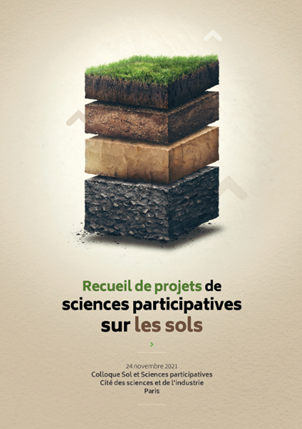 Recueil de projets de
sciences participatives
sur les sols
24 novembre 2021
Colloque Sol et Sciences participatives
Cité des sciences et de l'industrie
Paris